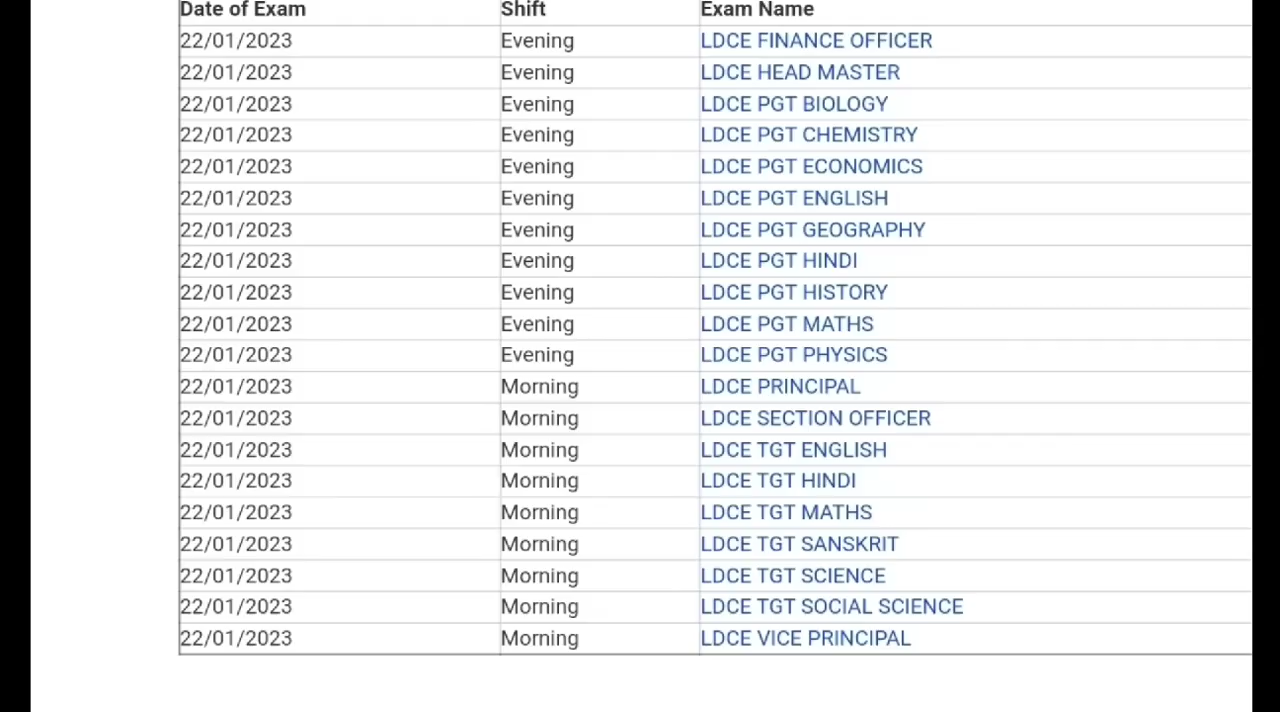 Date of Exam Shift Exam Name
22/01/2023 Evening LDCE FINANCE OFFICER
22/01/2023 Evening LDCE HEAD MASTER
22/01/2023 Evening LDCE PGT BIOLOGY
22/01/2023 Evening LDCE PGT CHEMISTRY
22/01/2023 Evening LDCE PGT ECONOMICS
22/01/2023 Evening LDCE PGT ENGLISH
22/01/2023 Evening LDCE PGT GEOGRAPHY
22/01/2023 Evening LDCE PGT HINDI
22/01/2023 Evening LDCE PGT HISTORY
22/01/2023 Evening LDCE PGT MATHS
22/01/2023 Evening LDCE PGT PHYSICS
22/01/2023 Morning LDCE PRINCIPAL
22/01/2023 Morning LDCE SECTION OFFICER
22/01/2023 Morning LDCE TGT ENGLISH
22/01/2023 Morning LDCE TGT HINDI
22/01/2023 Morning LDCE TGT MATHS
22/01/2023 Morning LDCE TGT SANSKRIT
22/01/2023 Morning LDCE TGT SCIENCE
22/01/2023 Morning LDCE TGT SOCIAL SCIENCE
22/01/2023 Morning LDCE VICE PRINCIPAL